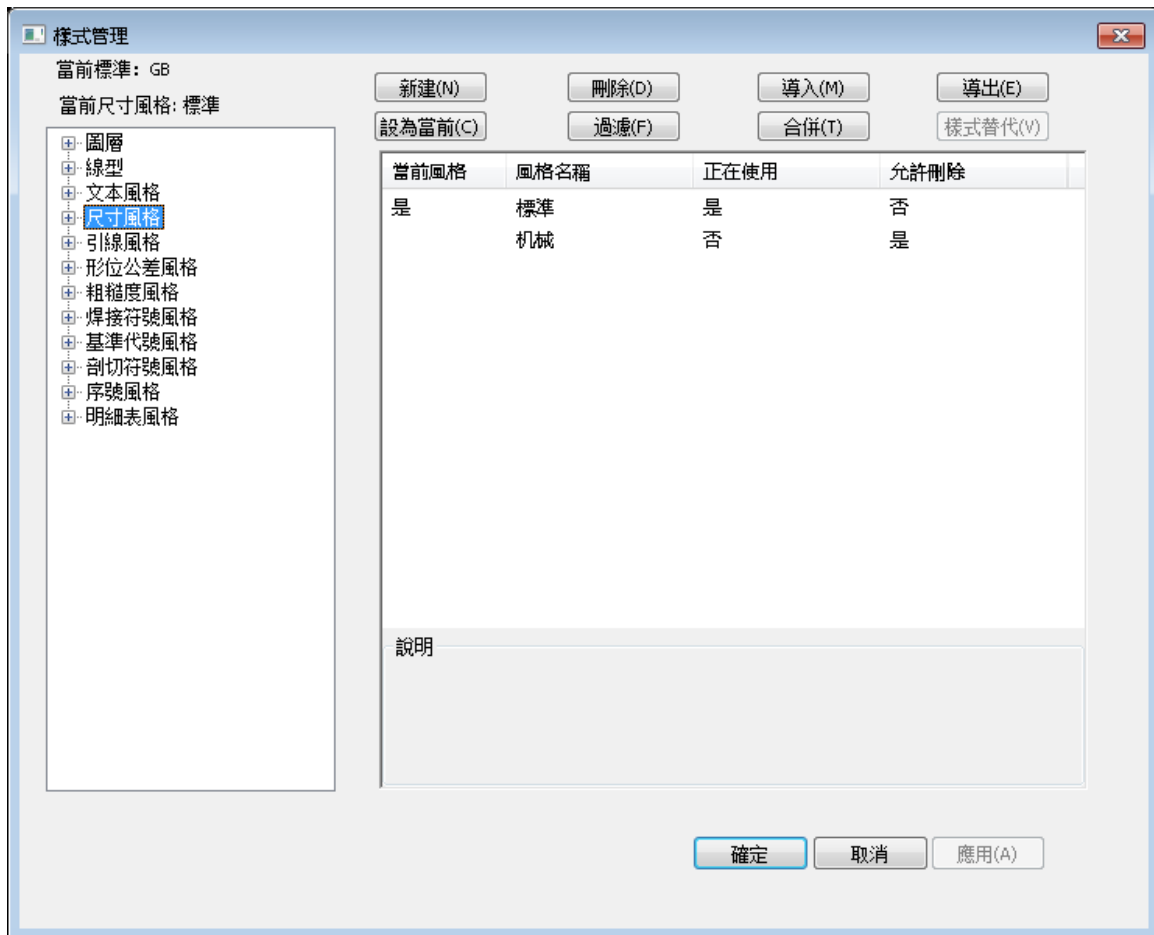 樣式管理
當前標準: GB
當前尺寸風格: 標準
新建(N) 刪除(D) 導入(M) 導出(E)
設為當前(C) 過濾(F) 合併(T) 樣式替代(V)
圖層
線型
文本風格
尺寸風格
引線風格
形位公差風格
粗糙度風格
焊接符號風格
基準代號風格
剖切符號風格
序號風格
明細表風格
當前風格 風格名稱 正在使用 允許刪除
是 標準 是 否
机械 否 是
說明
確定 取消 應用(A)